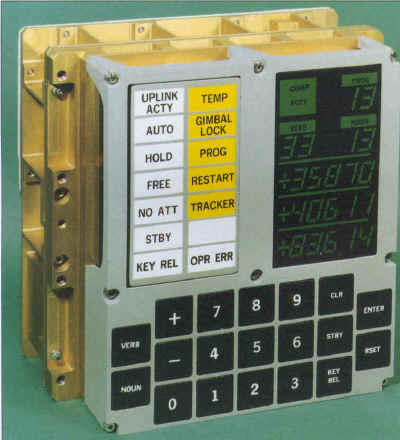 UPLINK ACTY
TEMP
AUTO
GIMBAL LOCK
HOLD
PROG
FREE
RESTART
NO ATT
TRACKER
STBY
KEY REL
OPR ERR
COMP ACTY
PROG
13
VERB
NOUN
33
13
+35870
+40617
+83614
VERB
NOUN
+ 7 8 9 CLR
- 4 5 6 STBY
0 1 2 3 KEY REL
ENTER
RSET